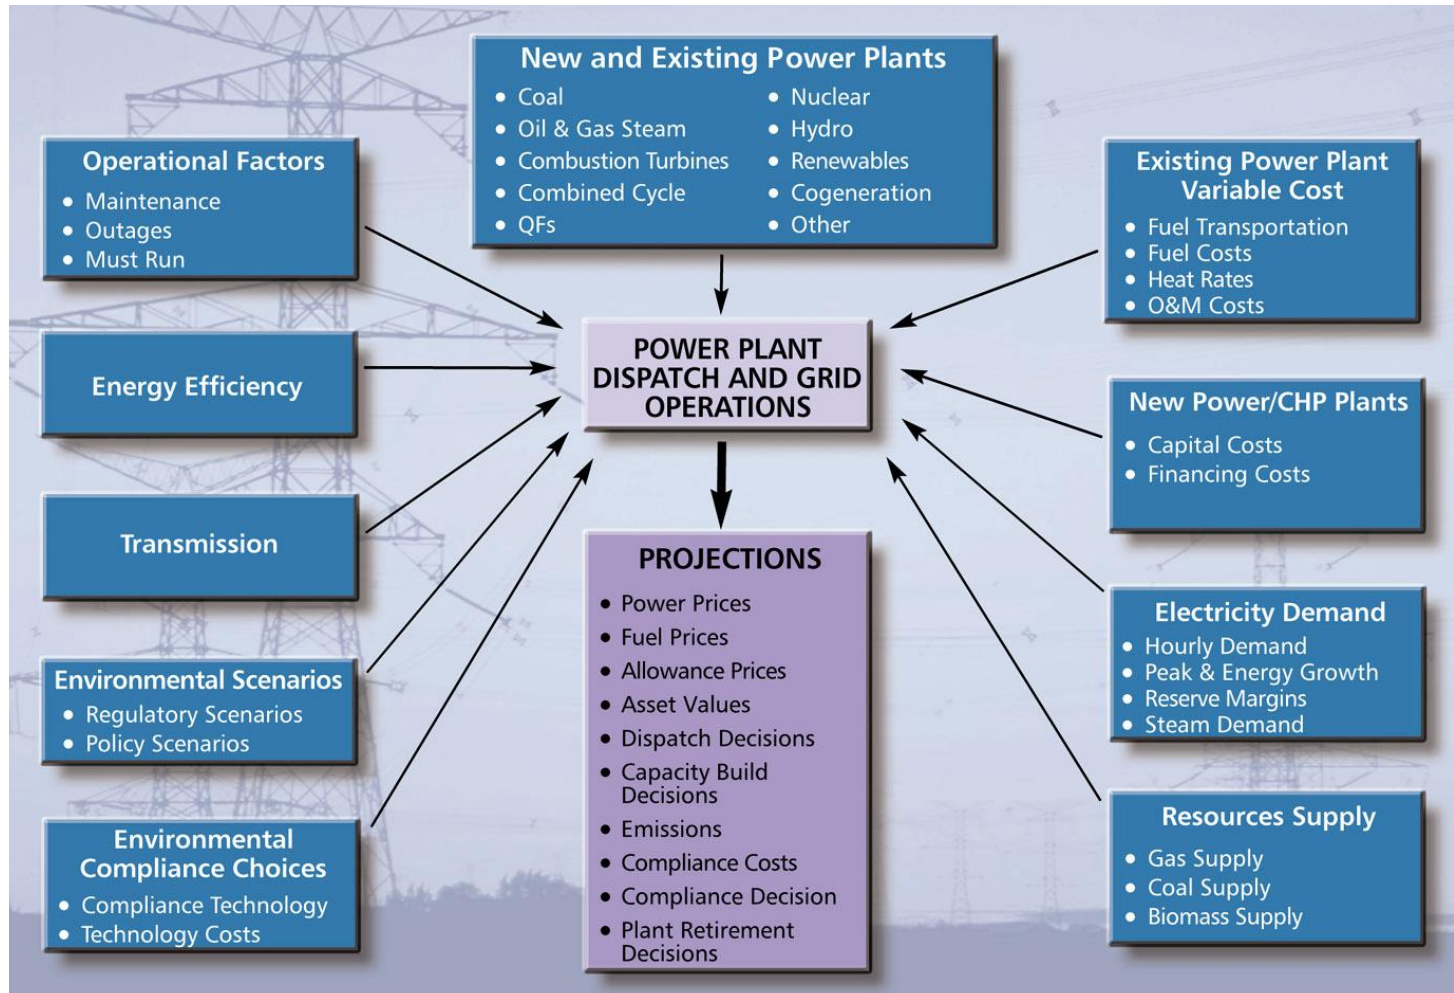 New and Existing Power Plants
• Coal
• Oil & Gas Steam
• Combustion Turbines
• Combined Cycle
• QFs
• Nuclear
• Hydro
• Renewables
• Cogeneration
• Other
Operational Factors
• Maintenance
• Outages
• Must Run
Energy Efficiency
Transmission
Environmental Scenarios
• Regulatory Scenarios
• Policy Scenarios
Environmental
Compliance Choices
• Compliance Technology
• Technology Costs
POWER PLANT
DISPATCH AND GRID
OPERATIONS
PROJECTIONS
• Power Prices
• Fuel Prices
• Allowance Prices
• Asset Values
• Dispatch Decisions
• Capacity Build
Decisions
• Emissions
• Compliance Costs
• Compliance Decision
• Plant Retirement
Decisions
Existing Power Plant
Variable Cost
• Fuel Transportation
• Fuel Costs
• Heat Rates
• O&M Costs
New Power/CHP Plants
• Capital Costs
• Financing Costs
Electricity Demand
• Hourly Demand
• Peak & Energy Growth
• Reserve Margins
• Steam Demand
Resources Supply
• Gas Supply
• Coal Supply
• Biomass Supply